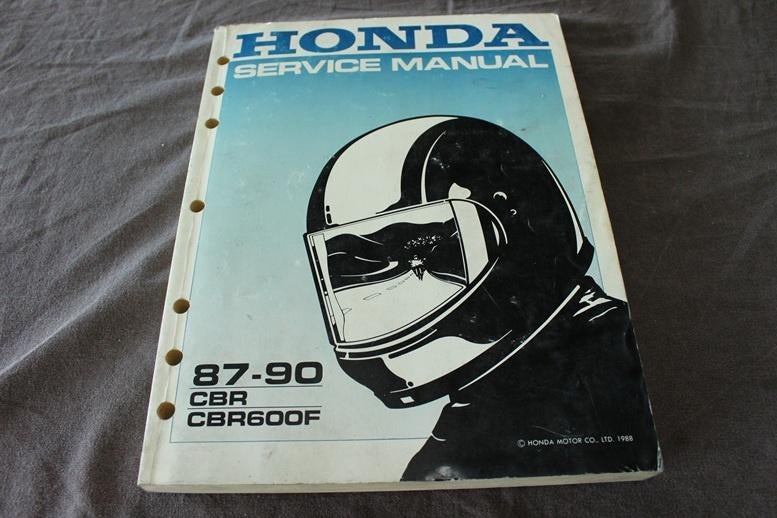 HONDA
SERVICE MANUAL
87-90
CBR
CBR600F
© HONDA MOTOR CO., LTD. 1988